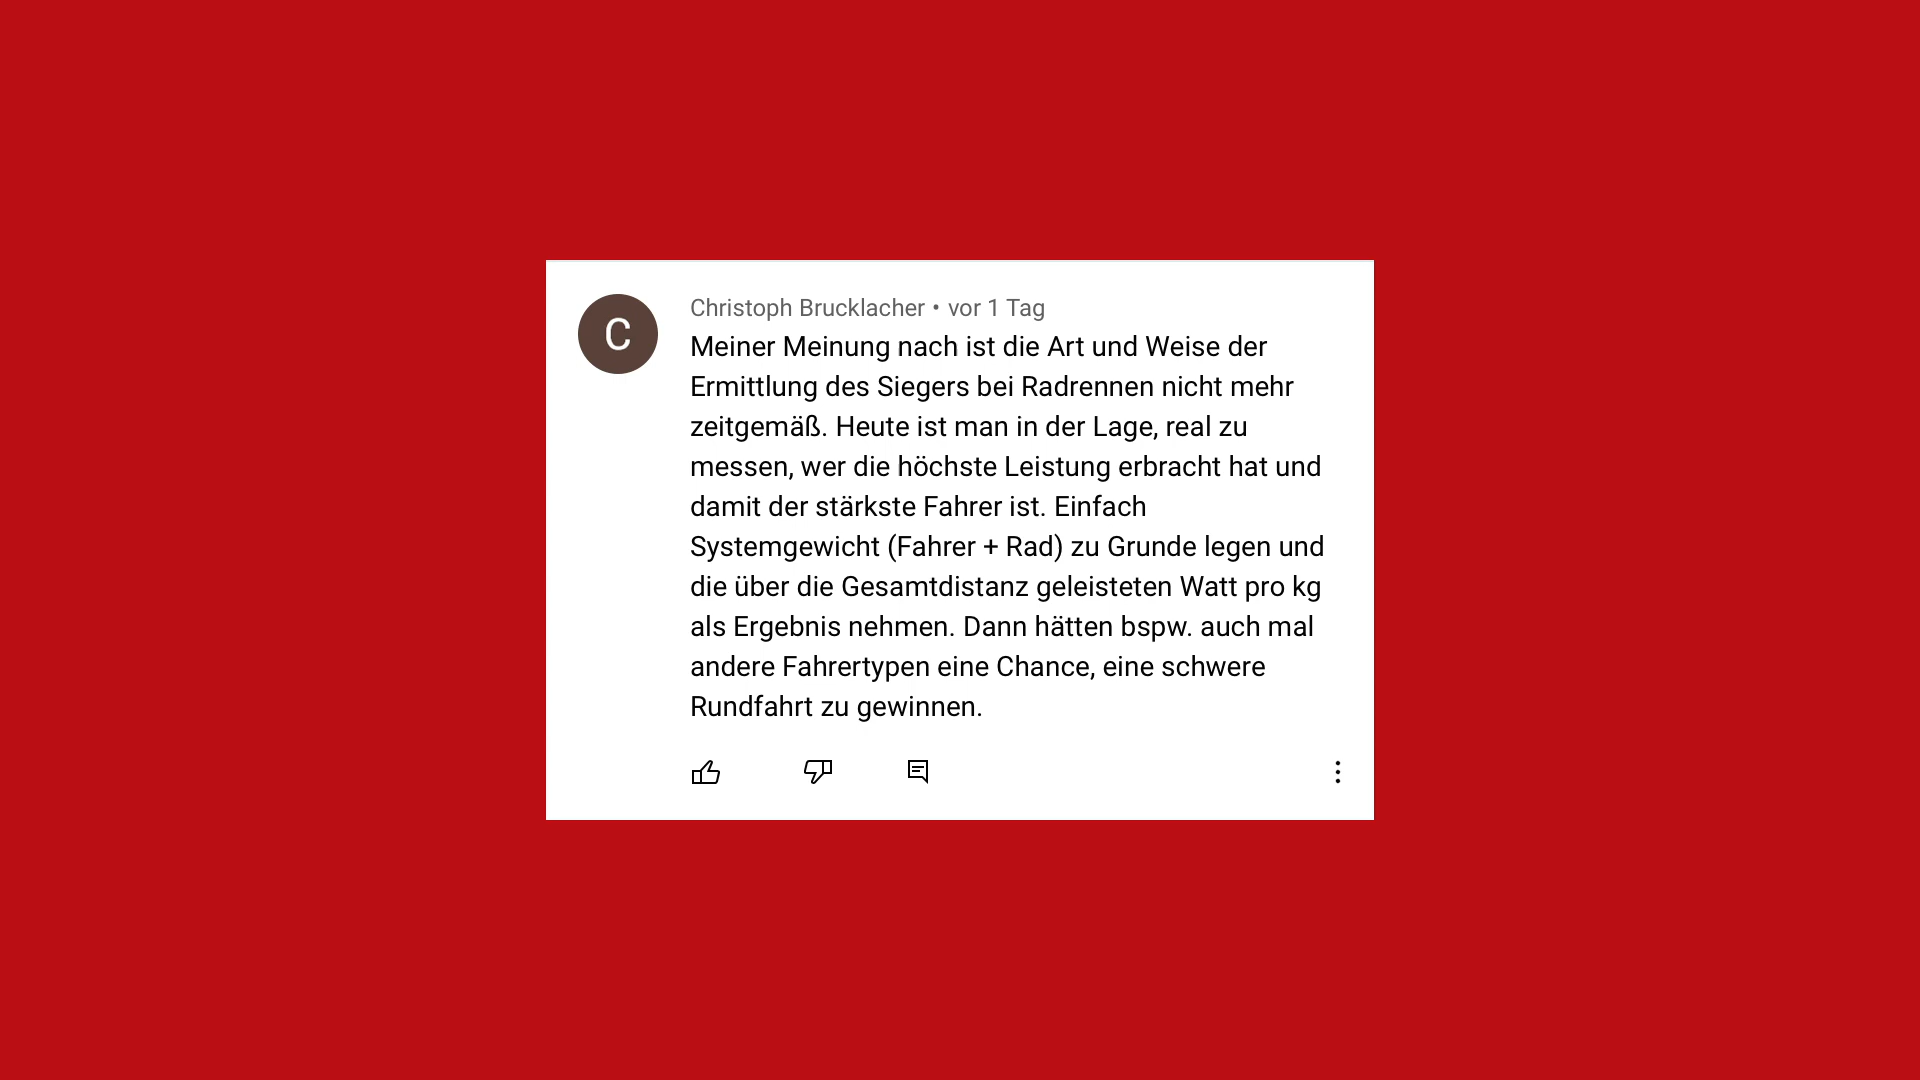 C
Christoph Brucklacher • vor 1 Tag
Meiner Meinung nach ist die Art und Weise der
Ermittlung des Siegers bei Radrennen nicht mehr
zeitgemäß. Heute ist man in der Lage, real zu
messen, wer die höchste Leistung erbracht hat und
damit der stärkste Fahrer ist. Einfach
Systemgewicht (Fahrer + Rad) zu Grunde legen und
die über die Gesamtdistanz geleisteten Watt pro kg
als Ergebnis nehmen. Dann hätten bspw. auch mal
andere Fahrertypen eine Chance, eine schwere
Rundfahrt zu gewinnen.